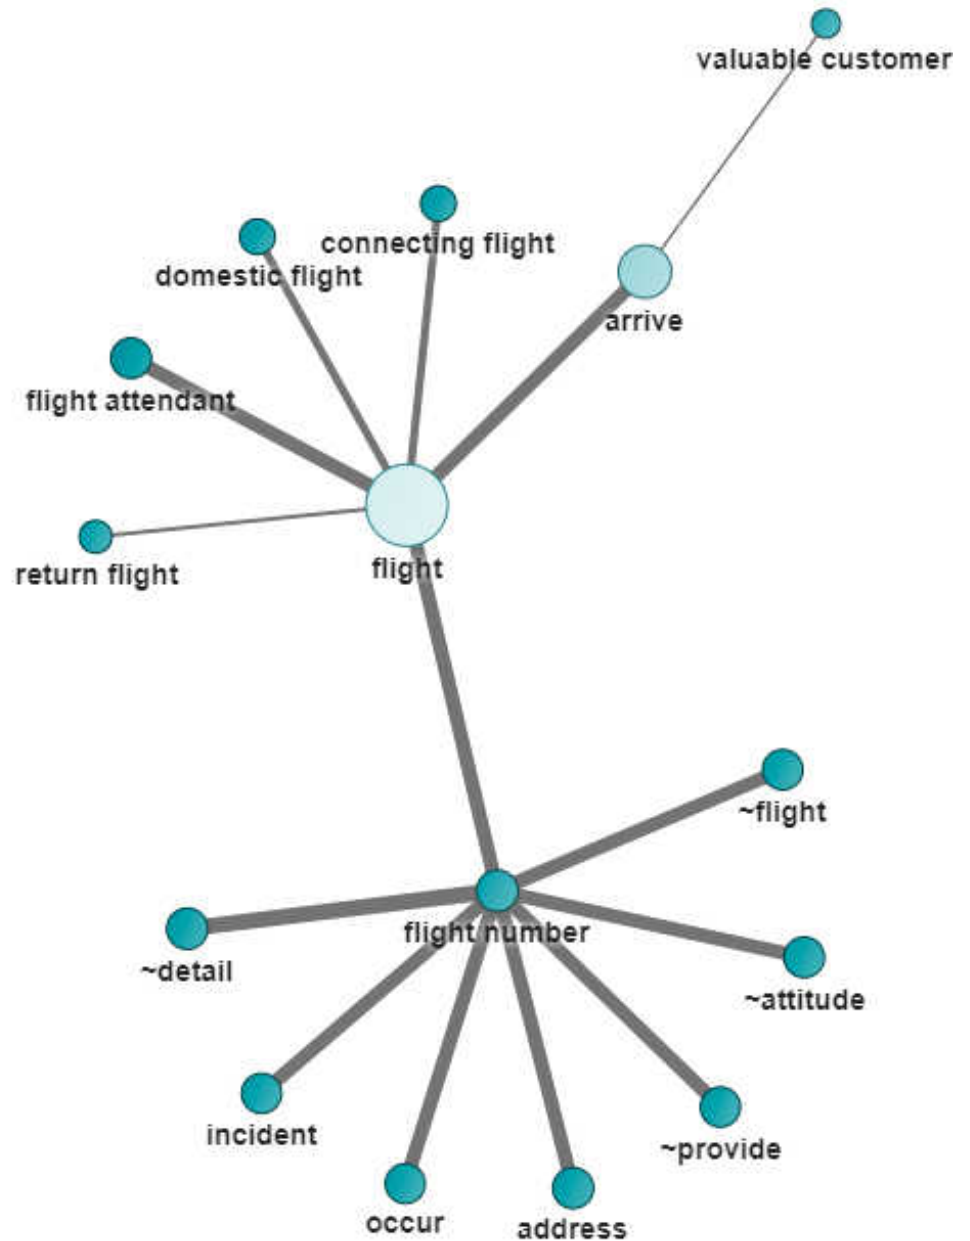 valuable customer
connecting flight
domestic flight
arrive
flight attendant
flight
return flight
~flight
flight number
~detail
~attitude
incident
~provide
occur
address